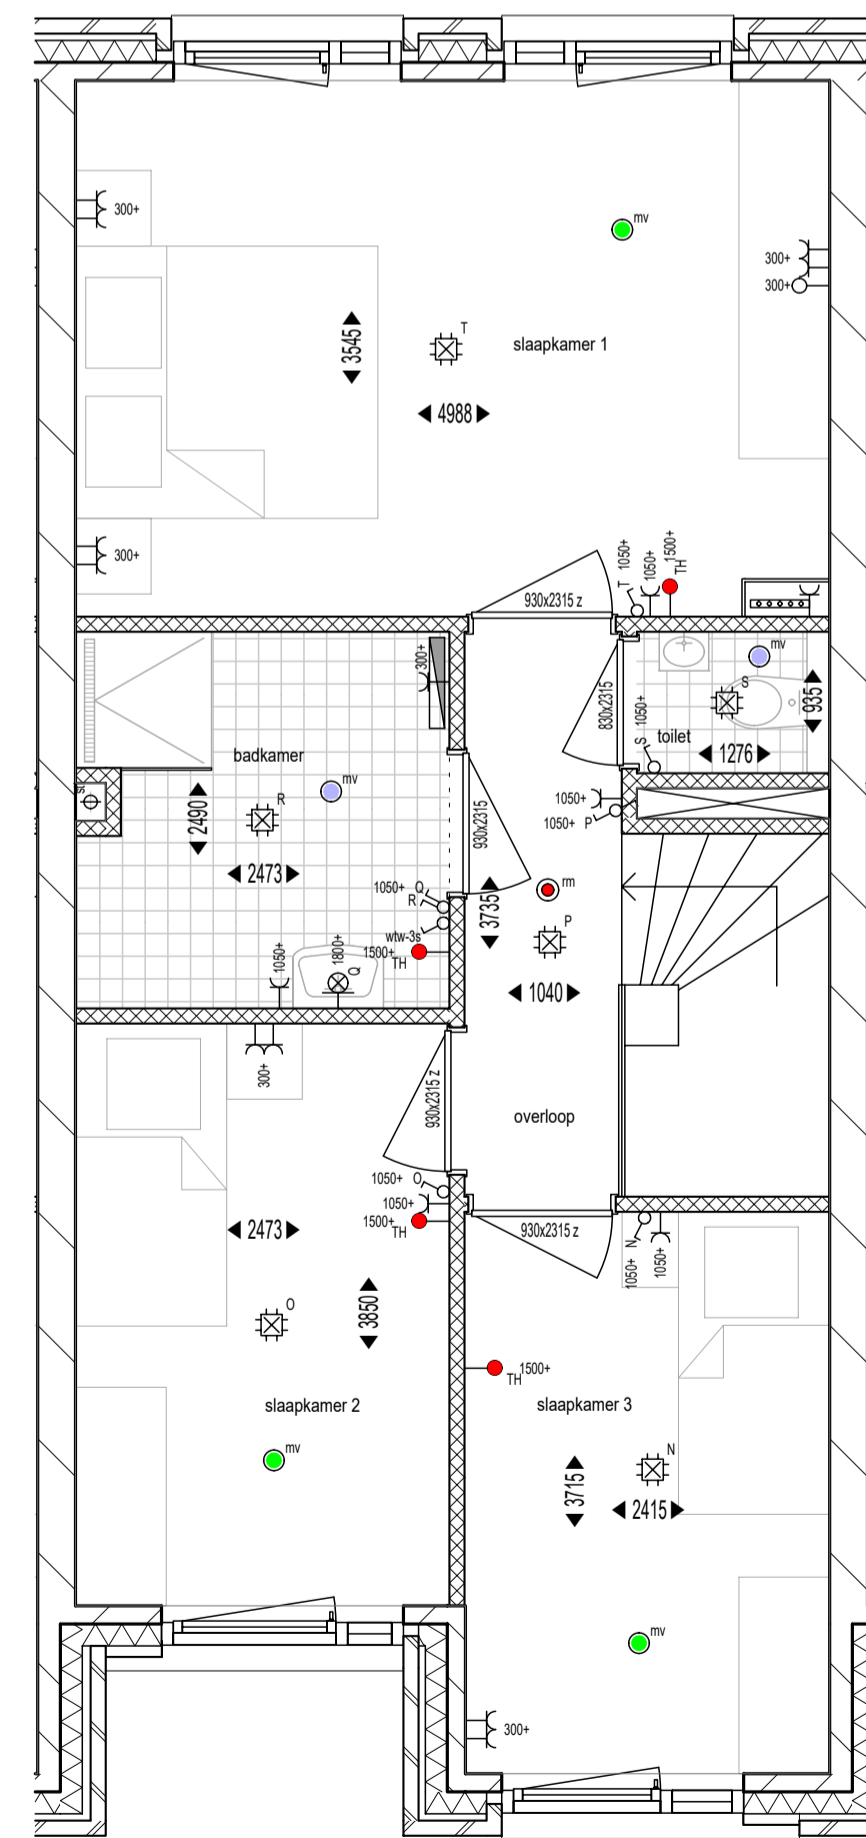 300+
mv
300+
300+
T
3545
slaapkamer 1
4988
300+
T 1050+
1050+
1500+
TH
930x2315 z
300+
830x2315
mv
S
935
S 1050+
toilet
1276
badkamer
mv
st
2490
R
2473
930x2315
1050+
1050+ P
rm
3735
P
1050+ Q
R
wtw-3s
1500+
TH
1050+
1800+
Q
1040
300+
930x2315 z
overloop
1050+ O
1050+
1500+
TH
2473
930x2315 z
1050+ N
1050+
O
3850
1500+
TH
slaapkamer 2
slaapkamer 3
mv
N
3715
2415
mv
300+